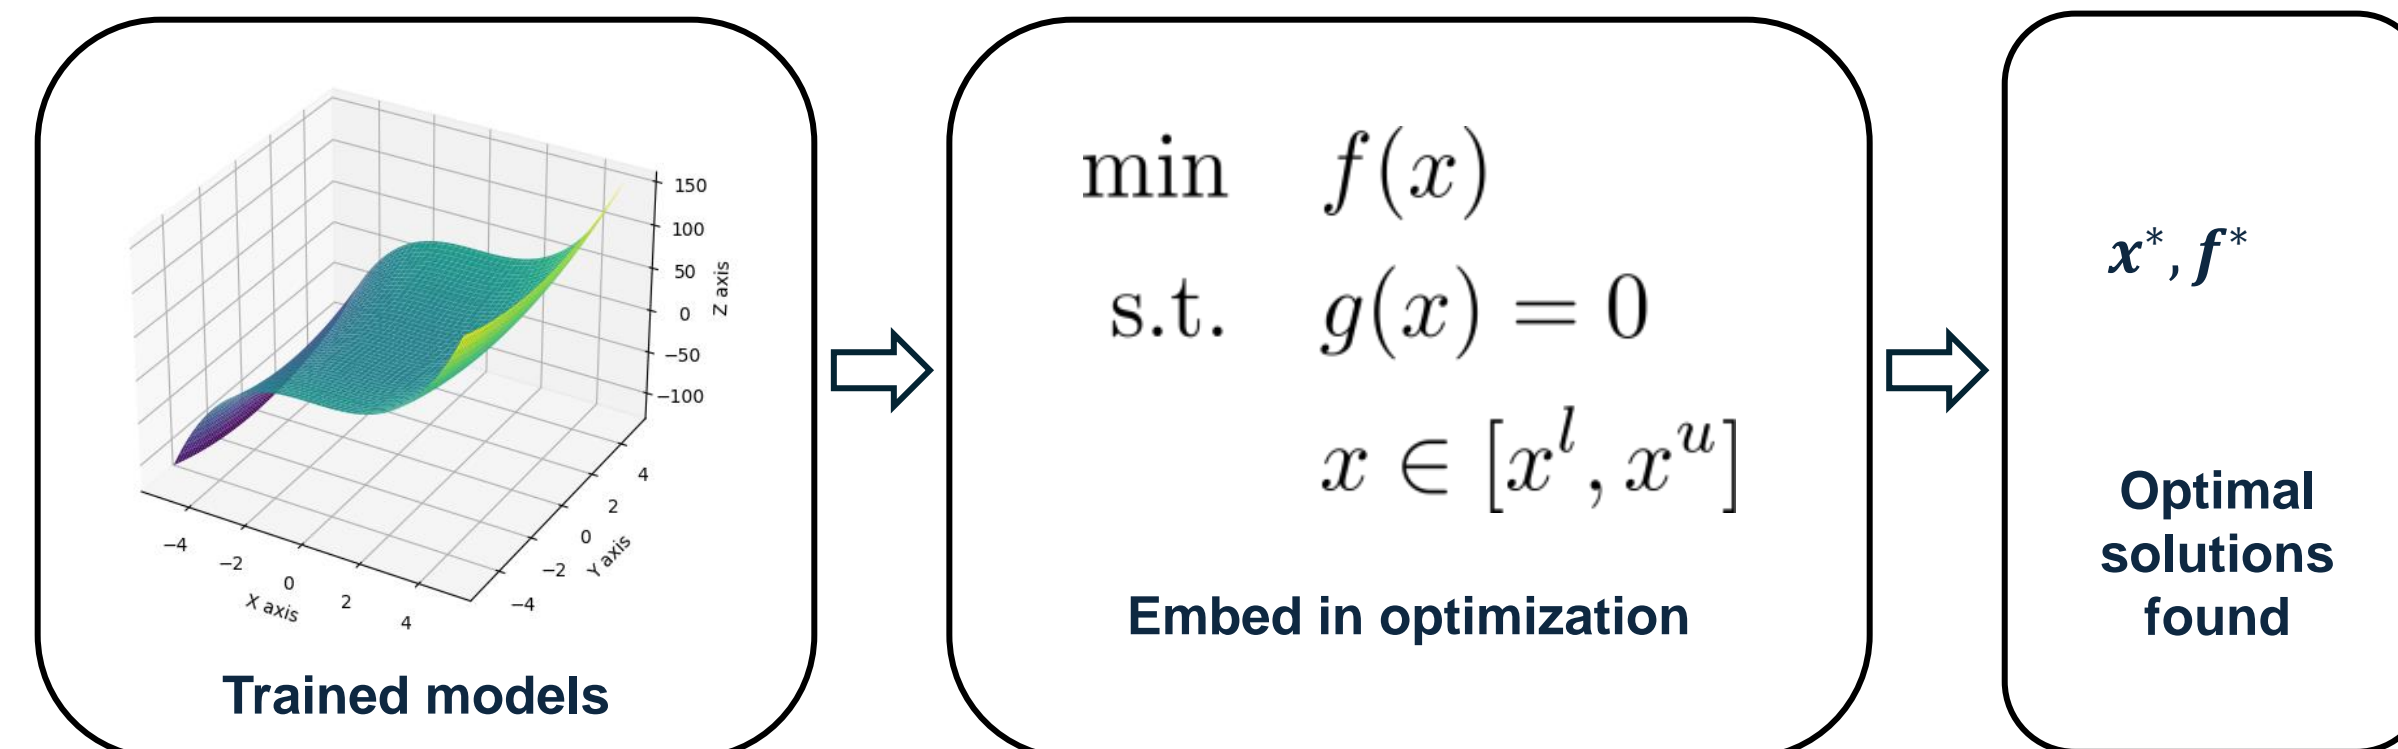 150
100
50
0
−50
−100
Z axis
4
2
0
−2
−4
Y axis
−4
−2
0
2
4
X axis
Trained models
min f(x)
s.t. g(x) = 0
x ∈ [x^l, x^u]
Embed in optimization
x*, f*
Optimal
solutions
found